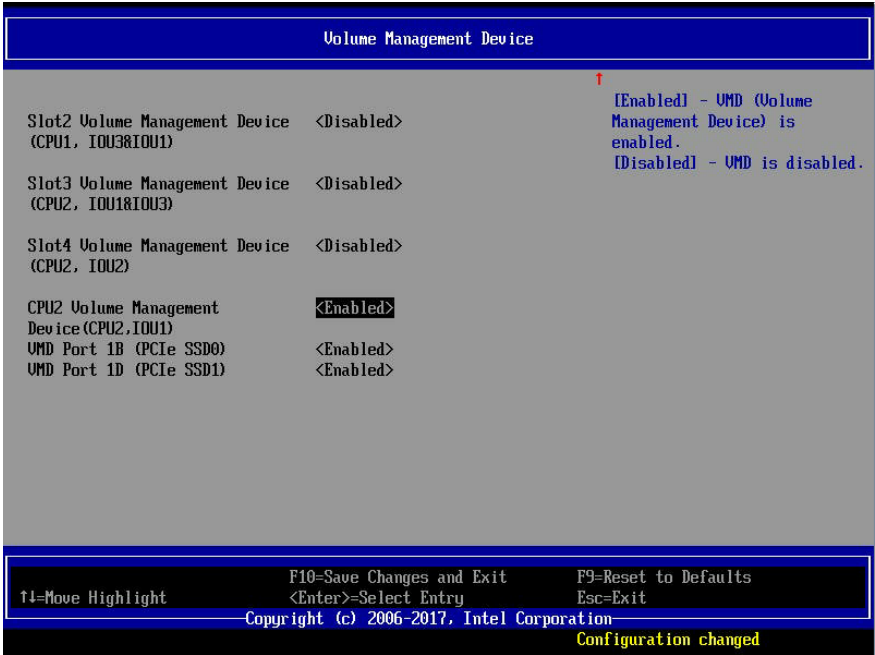 Volume Management Device
Slot2 Volume Management Device <Disabled>
(CPU1, IOU3&IOU1)
Slot3 Volume Management Device <Disabled>
(CPU2, IOU1&IOU3)
Slot4 Volume Management Device <Disabled>
(CPU2, IOU2)
CPU2 Volume Management <Enabled>
Device(CPU2,IOU1)
VMD Port 1B (PCIe SSD0) <Enabled>
VMD Port 1D (PCIe SSD1) <Enabled>
↑
[Enabled] - VMD (Volume
Management Device) is
enabled.
[Disabled] - VMD is disabled.
F10=Save Changes and Exit F9=Reset to Defaults
↑↓=Move Highlight <Enter>=Select Entry Esc=Exit
Copyright (c) 2006-2017, Intel Corporation
Configuration changed